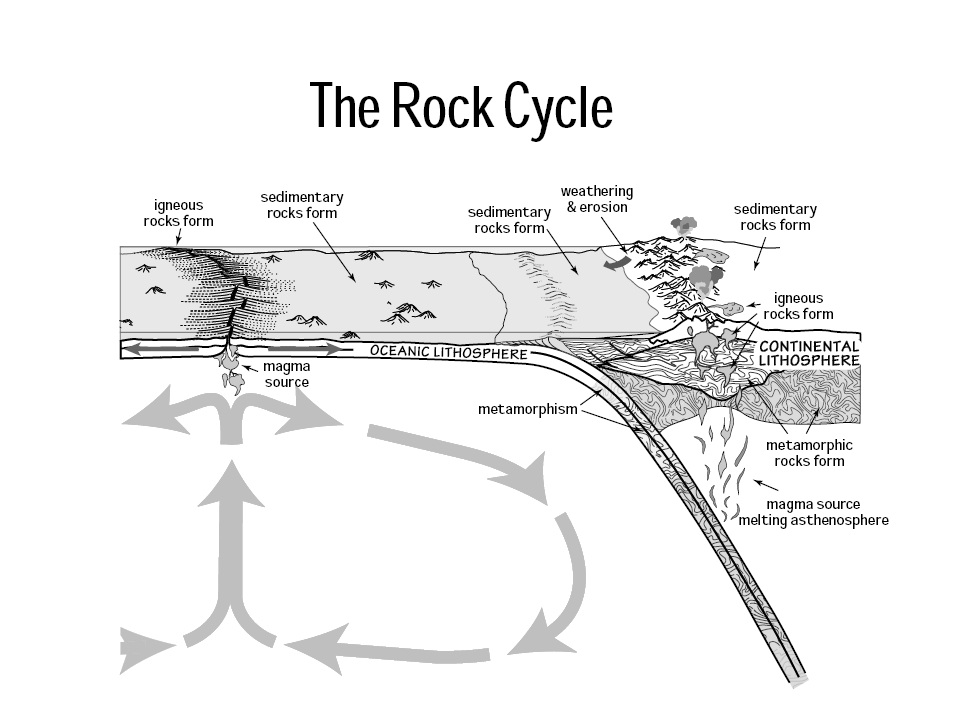 The Rock Cycle
igneous
rocks form
sedimentary
rocks form
sedimentary
rocks form
weathering
& erosion
sedimentary
rocks form
igneous
rocks form
OCEANIC LITHOSPHERE
CONTINENTAL
LITHOSPHERE
magma
source
metamorphism
metamorphic
rocks form
magma source
melting asthenosphere